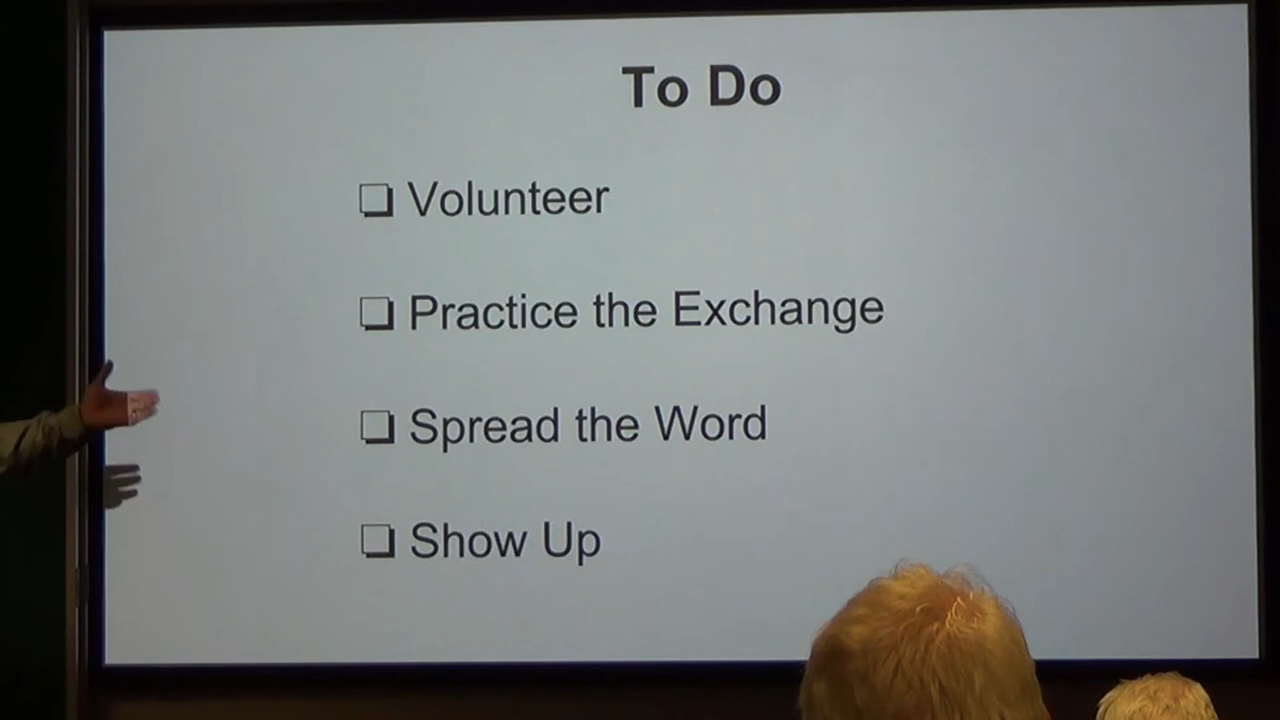 To Do
❏ Volunteer
❏ Practice the Exchange
❏ Spread the Word
❏ Show Up